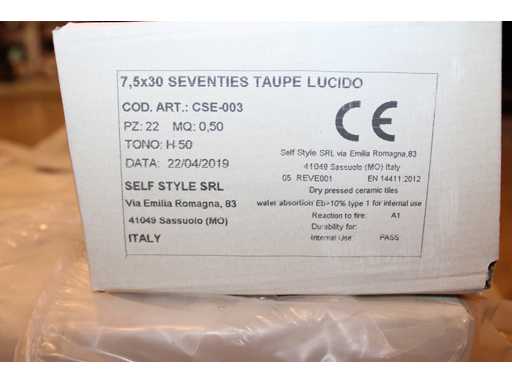 7,5x30 SEVENTIES TAUPE LUCIDO
COD. ART.: CSE-003
PZ: 22 MQ: 0,50
TONO: H 50
DATA: 22/04/2019
SELF STYLE SRL
Via Emilia Romagna, 83
41049 Sassuolo (MO)
ITALY
CE
Self Style SRL via Emilia Romagna,83
41049 Sassuolo (MO) Italy
05 REVE001 EN 14411:2012
Dry pressed ceramic tiles
water absortion Eb>10% type 1 for internal use
Reaction to fire: A1
Durability for:
Internal Use: PASS